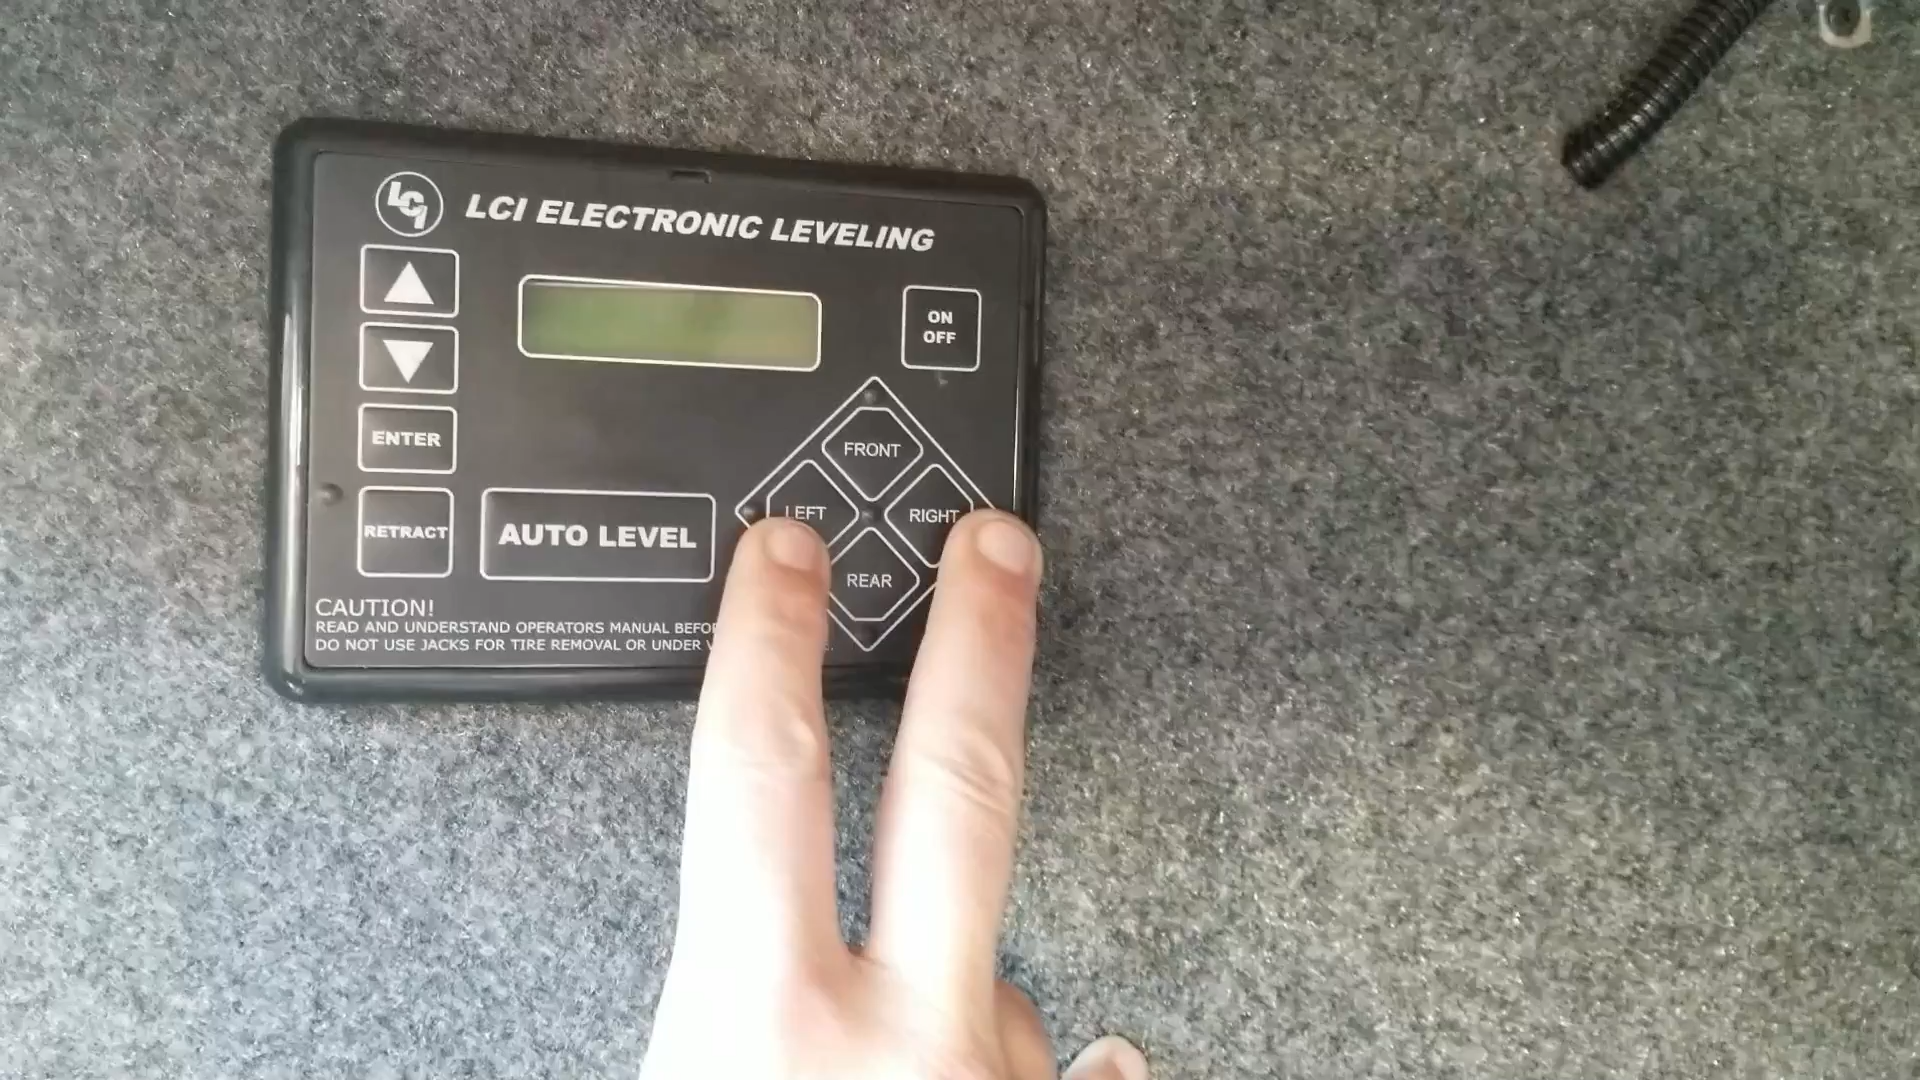 LCI
LCI ELECTRONIC LEVELING
ON
OFF
ENTER
RETRACT
AUTO LEVEL
FRONT
LEFT
RIGHT
REAR
CAUTION!
READ AND UNDERSTAND OPERATORS MANUAL
DO NOT USE JACKS FOR TIRE REMOVAL OR UNDER